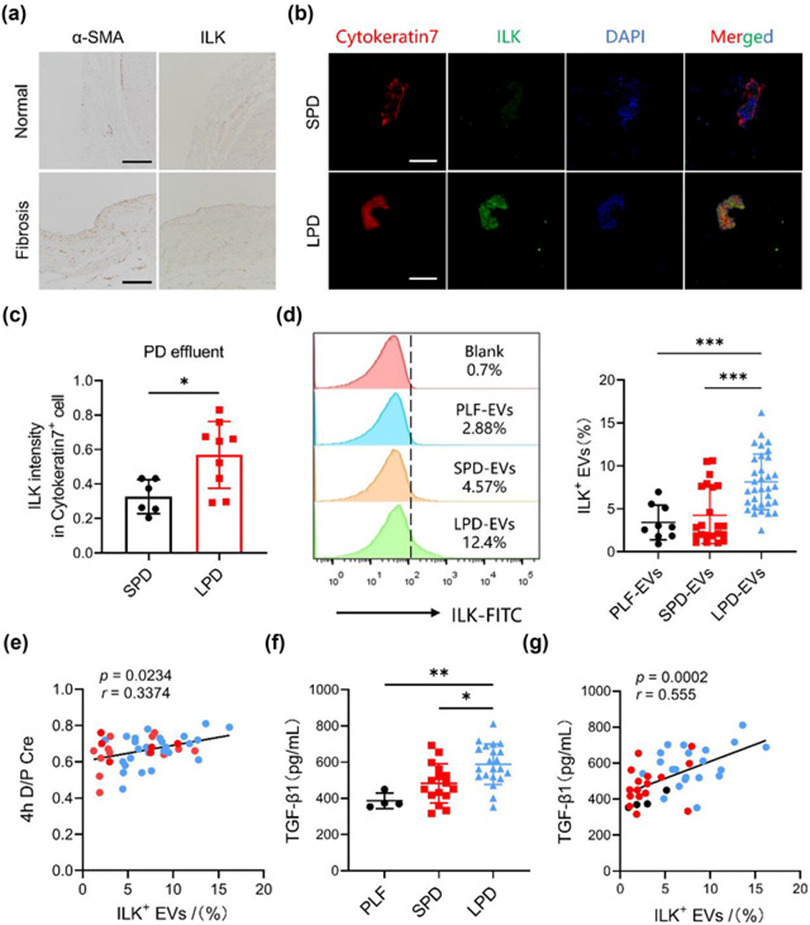 (a)
α-SMA ILK
Normal
Fibrosis
(b)
Cytokeratin7 ILK DAPI Merged
SPD
LPD
(c)
PD effluent
*
ILK intensity
in Cytokeratin7⁺ cell
1.0
0.8
0.6
0.4
0.2
0.0
SPD LPD
(d)
Blank
0.7%
PLF-EVs
2.88%
SPD-EVs
4.57%
LPD-EVs
12.4%
10⁰ 10¹ 10² 10³ 10⁴ 10⁵
ILK-FITC
***
***
ILK⁺ EVs(%)
20
15
10
5
0
PLF-EVs SPD-EVs LPD-EVs
(e)
p = 0.0234
r = 0.3374
4h D/P Cre
1.0
0.8
0.6
0.4
0.2
0.0
0 5 10 15 20
ILK⁺ EVs /(%)
(f)
**
*
TGF-β1(pg/mL)
1000
800
600
400
200
0
PLF SPD LPD
(g)
p = 0.0002
r = 0.555
TGF-β1(pg/mL)
1000
800
600
400
200
0
0 5 10 15 20
ILK⁺ EVs /(%)